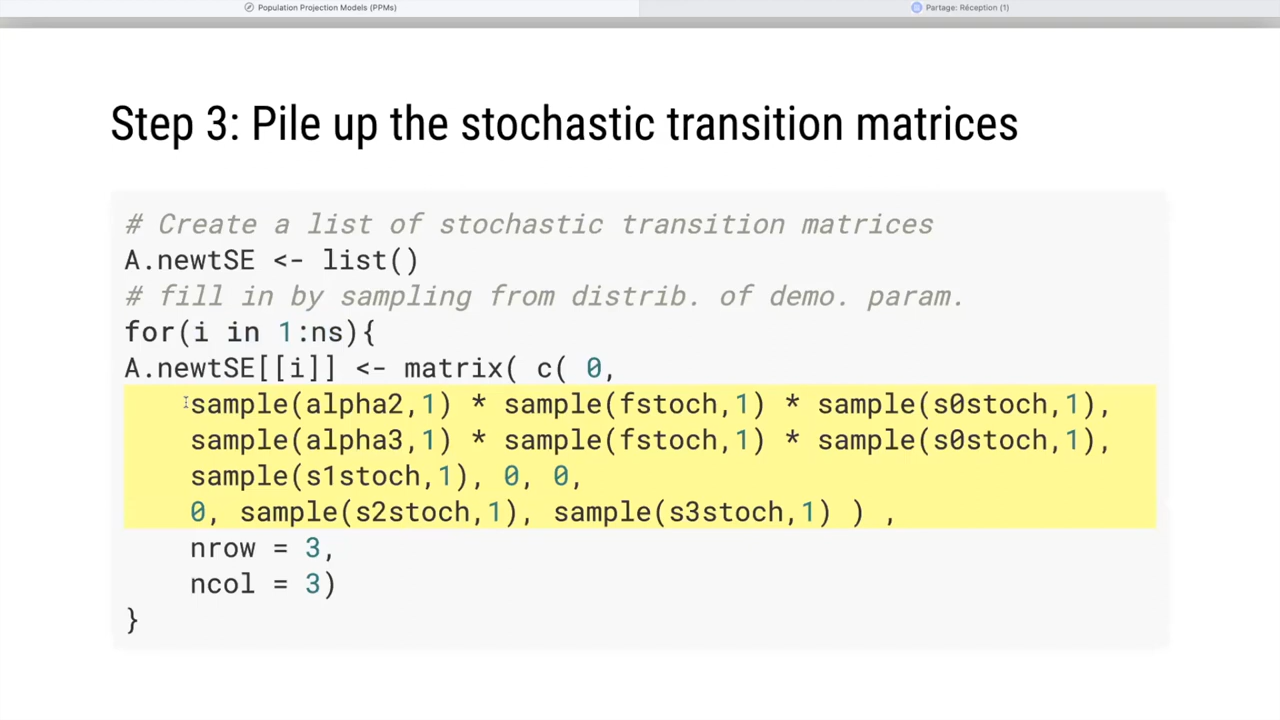 Population Projection Models (PPMs)
Partage: Réception (1)
Step 3: Pile up the stochastic transition matrices
# Create a list of stochastic transition matrices
A.newtSE <- list()
# fill in by sampling from distrib. of demo. param.
for(i in 1:ns){
A.newtSE[[i]] <- matrix( c( 0,
sample(alpha2,1) * sample(fstoch,1) * sample(s0stoch,1),
sample(alpha3,1) * sample(fstoch,1) * sample(s0stoch,1),
sample(s1stoch,1), 0, 0,
0, sample(s2stoch,1), sample(s3stoch,1) ) ,
nrow = 3,
ncol = 3)
}